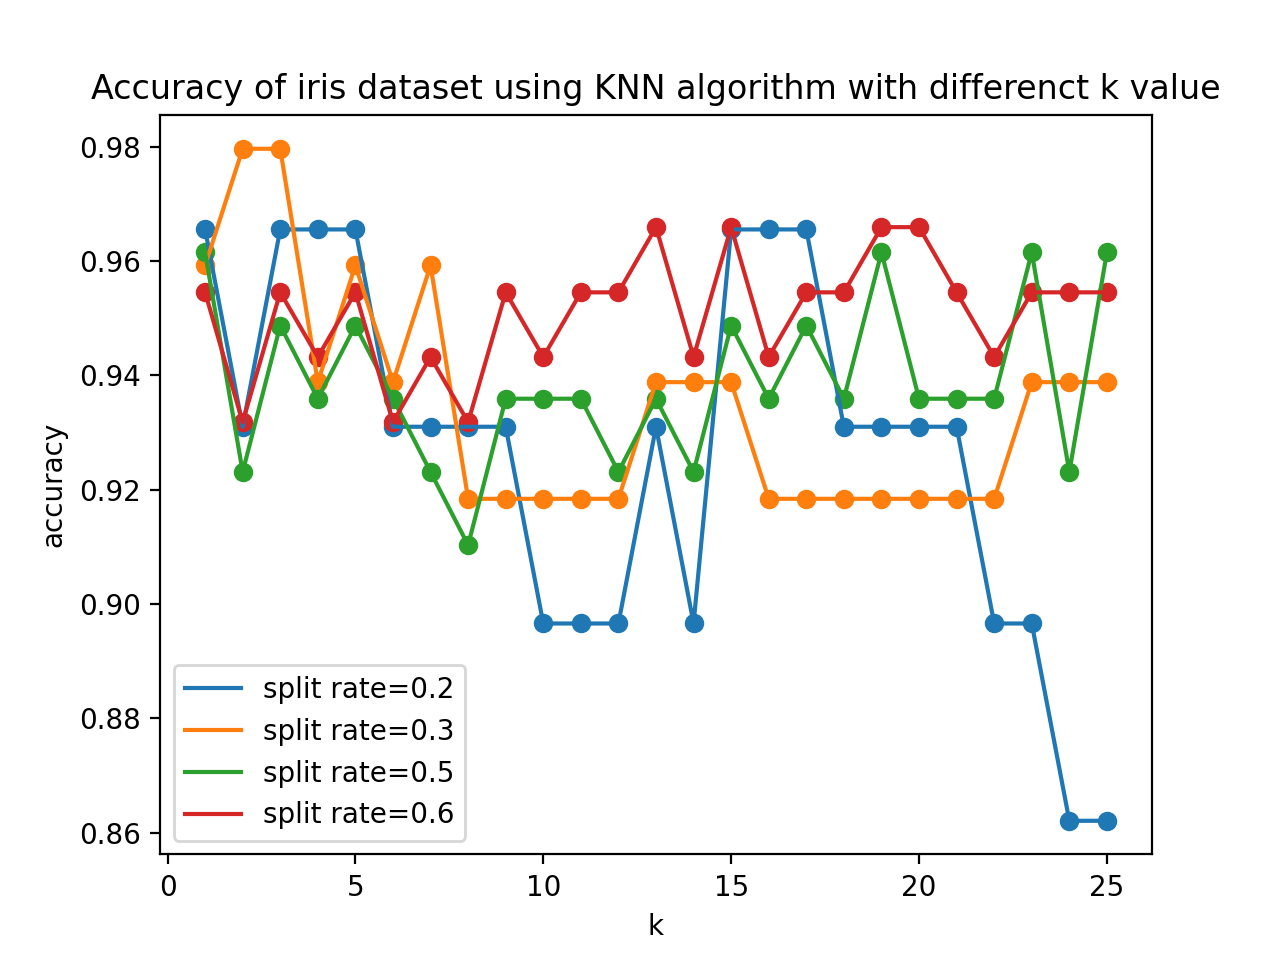 Accuracy of iris dataset using KNN algorithm with differenct k value
0.98
0.96
0.94
0.92
0.90
0.88
0.86
accuracy
split rate=0.2
split rate=0.3
split rate=0.5
split rate=0.6
0 5 10 15 20 25
k